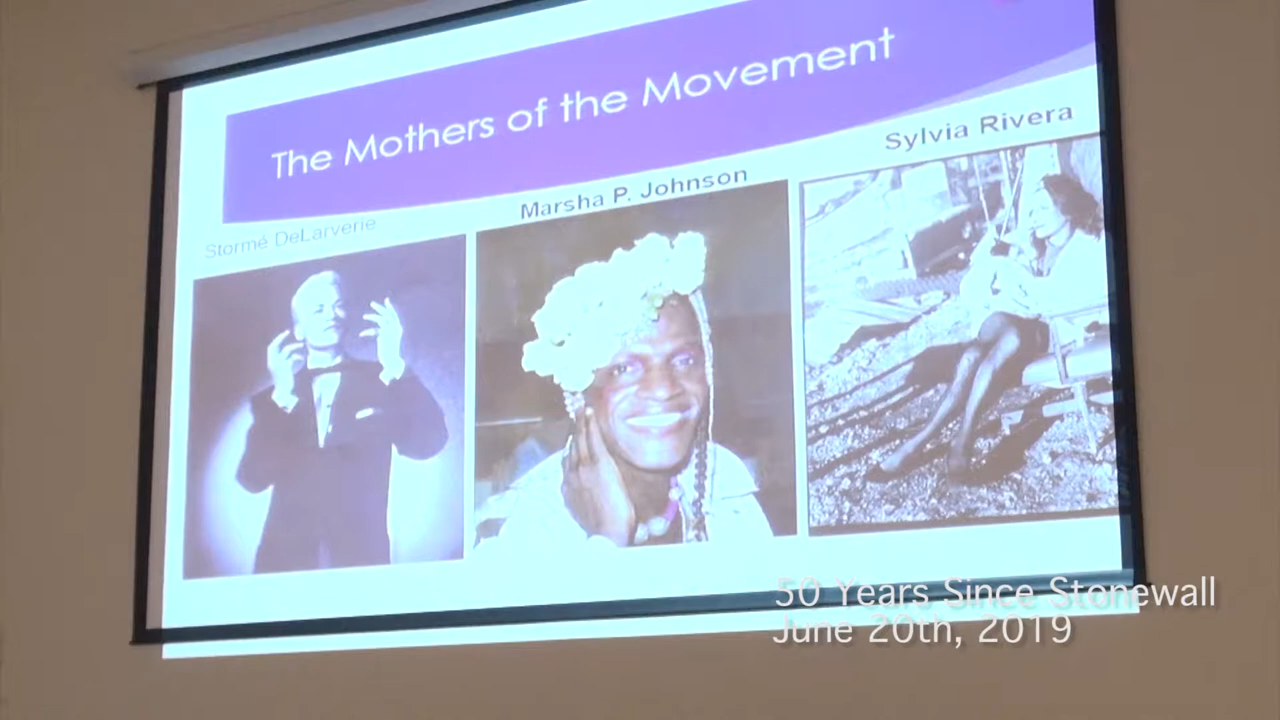 The Mothers of the Movement
Stormé DeLarverie
Marsha P. Johnson
Sylvia Rivera
50 Years Since Stonewall
June 20th, 2019